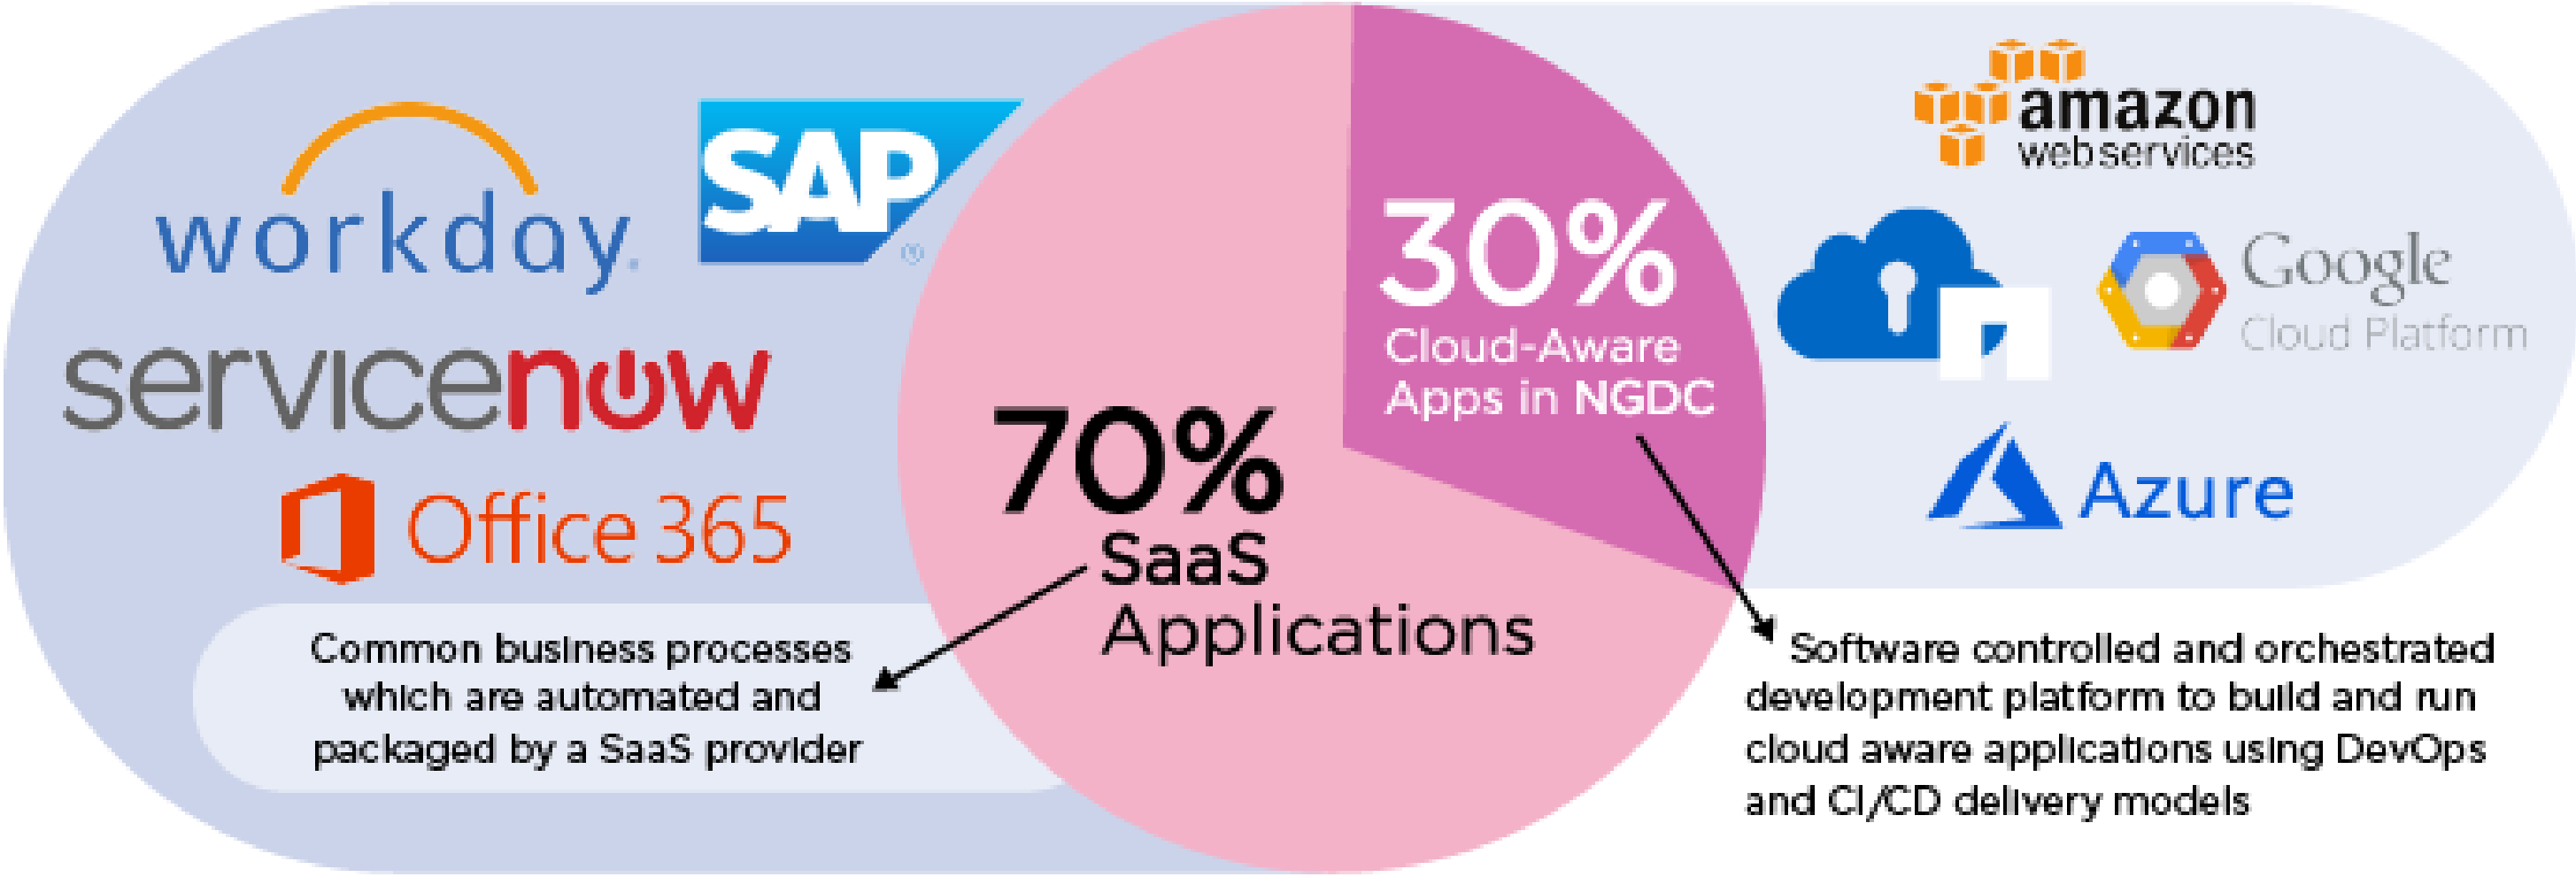 workday.
SAP
®
servicenow
Office 365
Common business processes
which are automated and
packaged by a SaaS provider
70%
SaaS
Applications
30%
Cloud-Aware
Apps in NGDC
amazon
webservices
Google
Cloud Platform
Azure
Software controlled and orchestrated
development platform to build and run
cloud aware applications using DevOps
and CI/CD delivery models